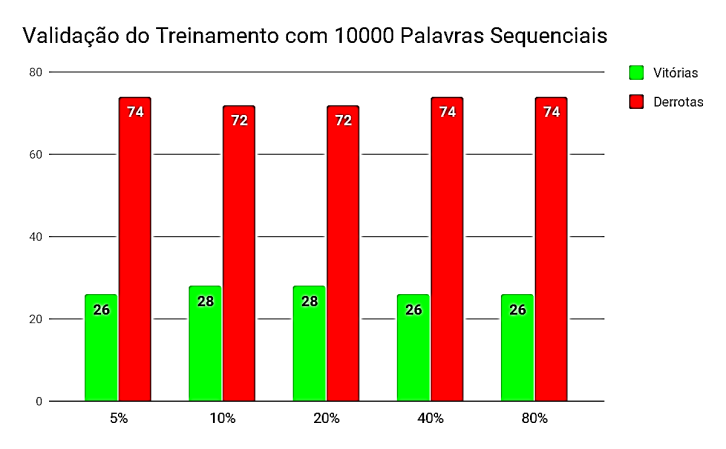 Validação do Treinamento com 10000 Palavras Sequenciais
Vitórias
Derrotas
80
60
40
20
0
26 74 28 72 28 72 26 74 26 74
5% 10% 20% 40% 80%